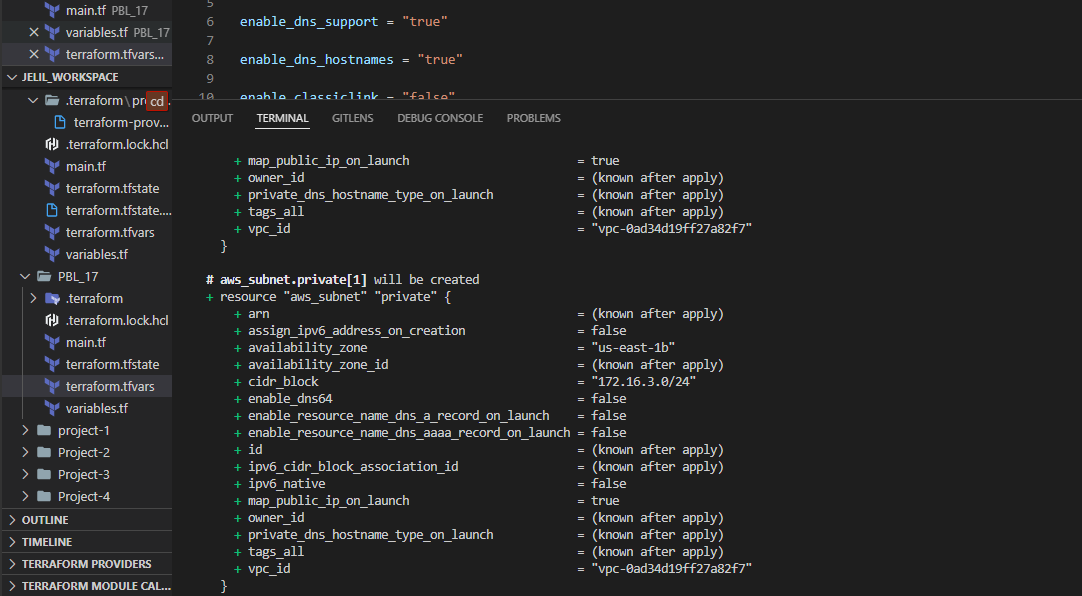 main.tf PBL_17
variables.tf PBL_17
terraform.tfvars...
JELIL_WORKSPACE
.terraform\pr cd .
terraform-prov...
.terraform.lock.hcl
main.tf
terraform.tfstate
terraform.tfstate....
terraform.tfvars
variables.tf
PBL_17
.terraform
.terraform.lock.hcl
main.tf
terraform.tfstate
terraform.tfvars
variables.tf
project-1
Project-2
Project-3
Project-4
OUTLINE
TIMELINE
TERRAFORM PROVIDERS
TERRAFORM MODULE CAL...
5
6 enable_dns_support = "true"
7
8 enable_dns_hostnames = "true"
9
10 enable_classiclink = "false"
OUTPUT TERMINAL GITLENS DEBUG CONSOLE PROBLEMS
+ map_public_ip_on_launch = true
+ owner_id = (known after apply)
+ private_dns_hostname_type_on_launch = (known after apply)
+ tags_all = (known after apply)
+ vpc_id = "vpc-0ad34d19ff27a82f7"
}
# aws_subnet.private[1] will be created
+ resource "aws_subnet" "private" {
+ arn = (known after apply)
+ assign_ipv6_address_on_creation = false
+ availability_zone = "us-east-1b"
+ availability_zone_id = (known after apply)
+ cidr_block = "172.16.3.0/24"
+ enable_dns64 = false
+ enable_resource_name_dns_a_record_on_launch = false
+ enable_resource_name_dns_aaaa_record_on_launch = false
+ id = (known after apply)
+ ipv6_cidr_block_association_id = (known after apply)
+ ipv6_native = false
+ map_public_ip_on_launch = true
+ owner_id = (known after apply)
+ private_dns_hostname_type_on_launch = (known after apply)
+ tags_all = (known after apply)
+ vpc_id = "vpc-0ad34d19ff27a82f7"
}